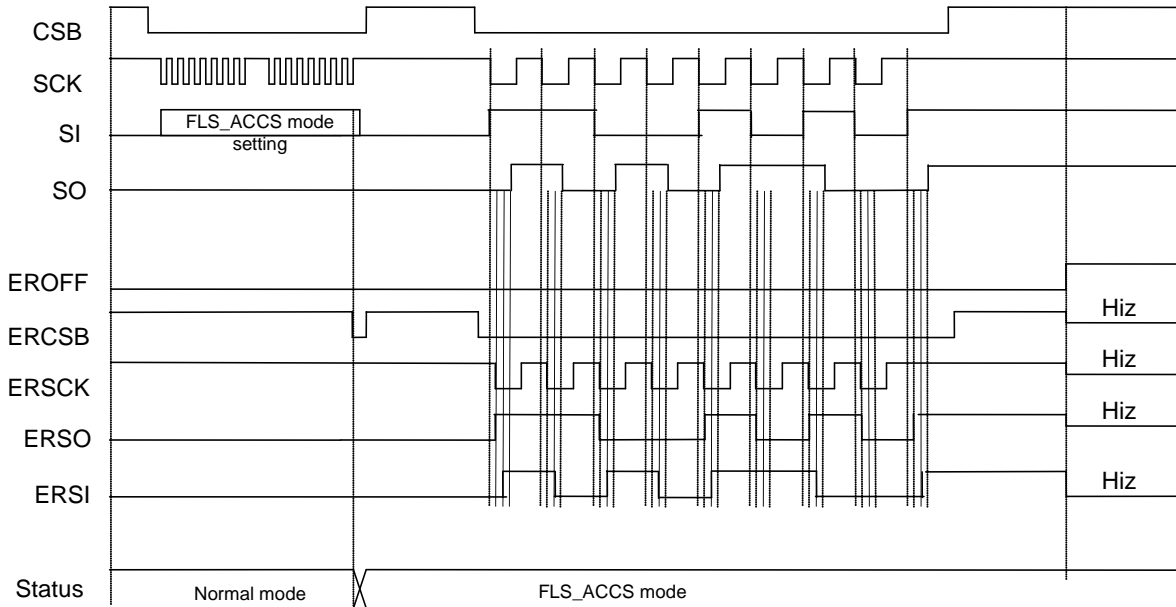 CSB
SCK
SI
FLS_ACCS mode
setting
SO
EROFF
Hiz
ERCSB
Hiz
ERSCK
Hiz
ERSO
Hiz
ERSI
Status
Normal mode
FLS_ACCS mode